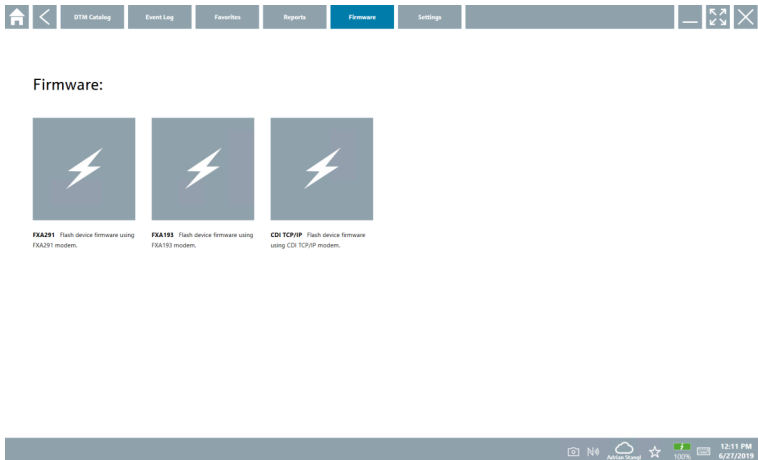 DTM Catalog
Event Log
Favorites
Reports
Firmware
Settings
Firmware:
FXA291 Flash device firmware using
FXA291 modem.
FXA193 Flash device firmware using
FXA193 modem.
CDI TCP/IP Flash device firmware
using CDI TCP/IP modem.
Adrian Stangl
100%
12:11 PM
6/27/2019